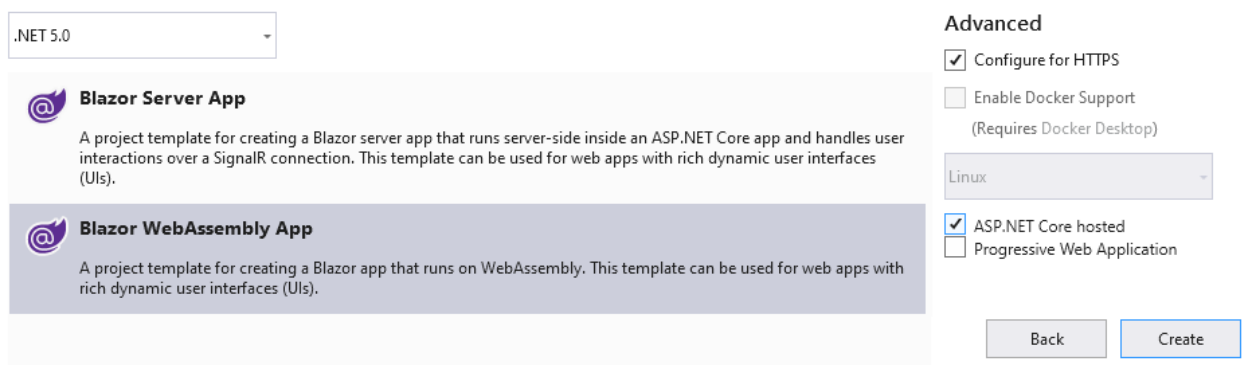 .NET 5.0
Blazor Server App
A project template for creating a Blazor server app that runs server-side inside an ASP.NET Core app and handles user
interactions over a SignalR connection. This template can be used for web apps with rich dynamic user interfaces
(UIs).
Blazor WebAssembly App
A project template for creating a Blazor app that runs on WebAssembly. This template can be used for web apps with
rich dynamic user interfaces (UIs).
Advanced
Configure for HTTPS
Enable Docker Support
(Requires Docker Desktop)
Linux
ASP.NET Core hosted
Progressive Web Application
Back
Create